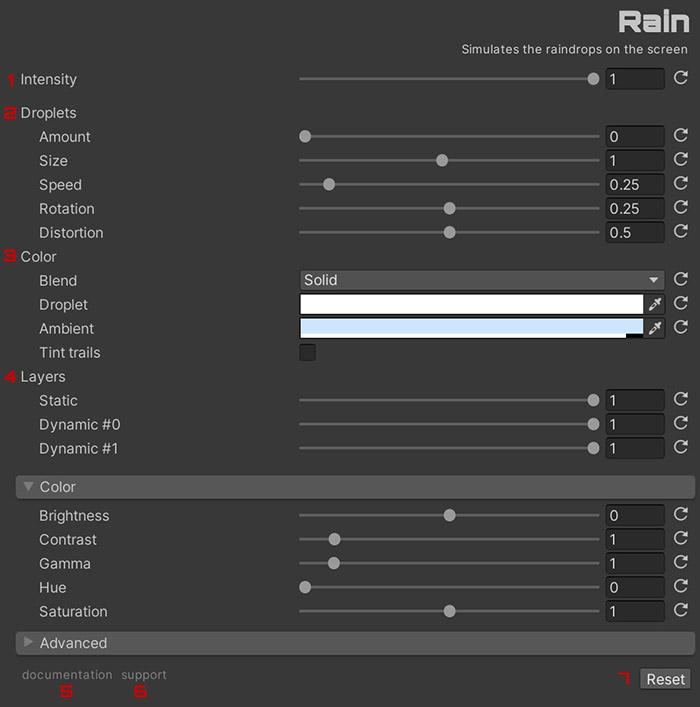 Rain
Simulates the raindrops on the screen
1 Intensity 1
2 Droplets
Amount 0
Size 1
Speed 0.25
Rotation 0.25
Distortion 0.5
3 Color
Blend Solid
Droplet
Ambient
Tint trails
4 Layers
Static 1
Dynamic #0 1
Dynamic #1 1
Color
Brightness 0
Contrast 1
Gamma 1
Hue 0
Saturation 1
Advanced
documentation support 7 Reset
5 6